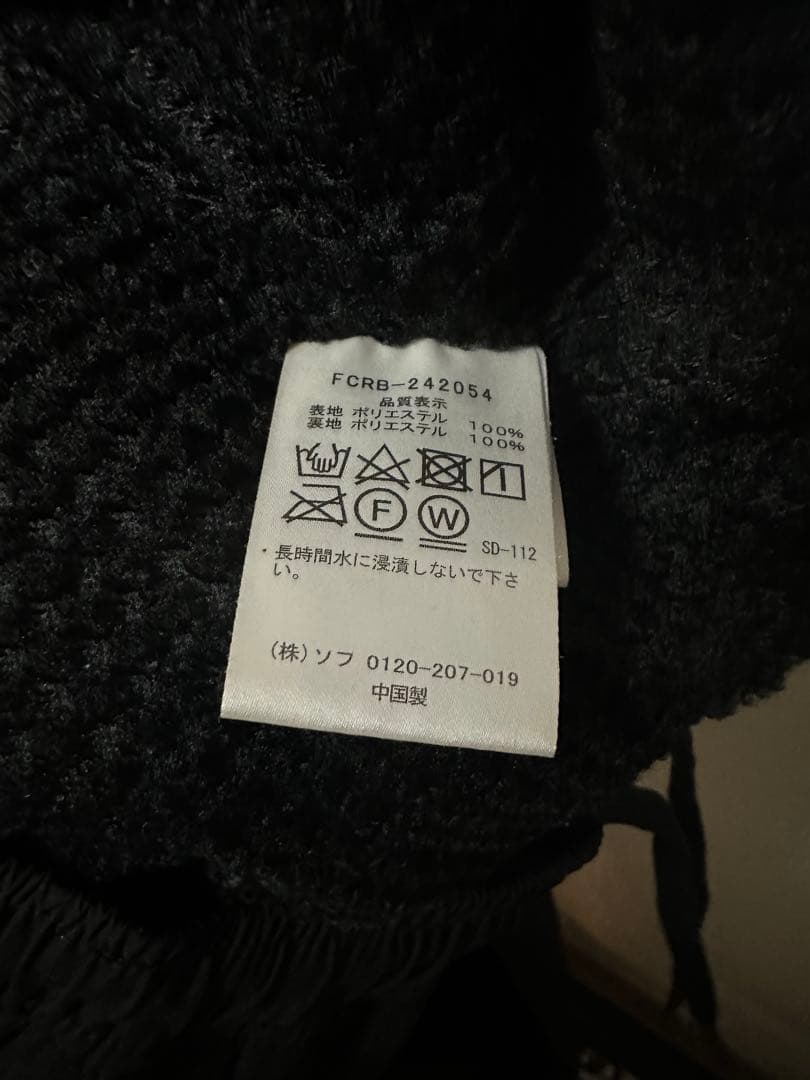 FCRB-242054
品質表示
表地 ポリエステル 100%
裏地 ポリエステル 100%
F W SD-112
・長時間水に浸漬しないで下さ
い。
(株)ソフ 0120-207-019
中国製